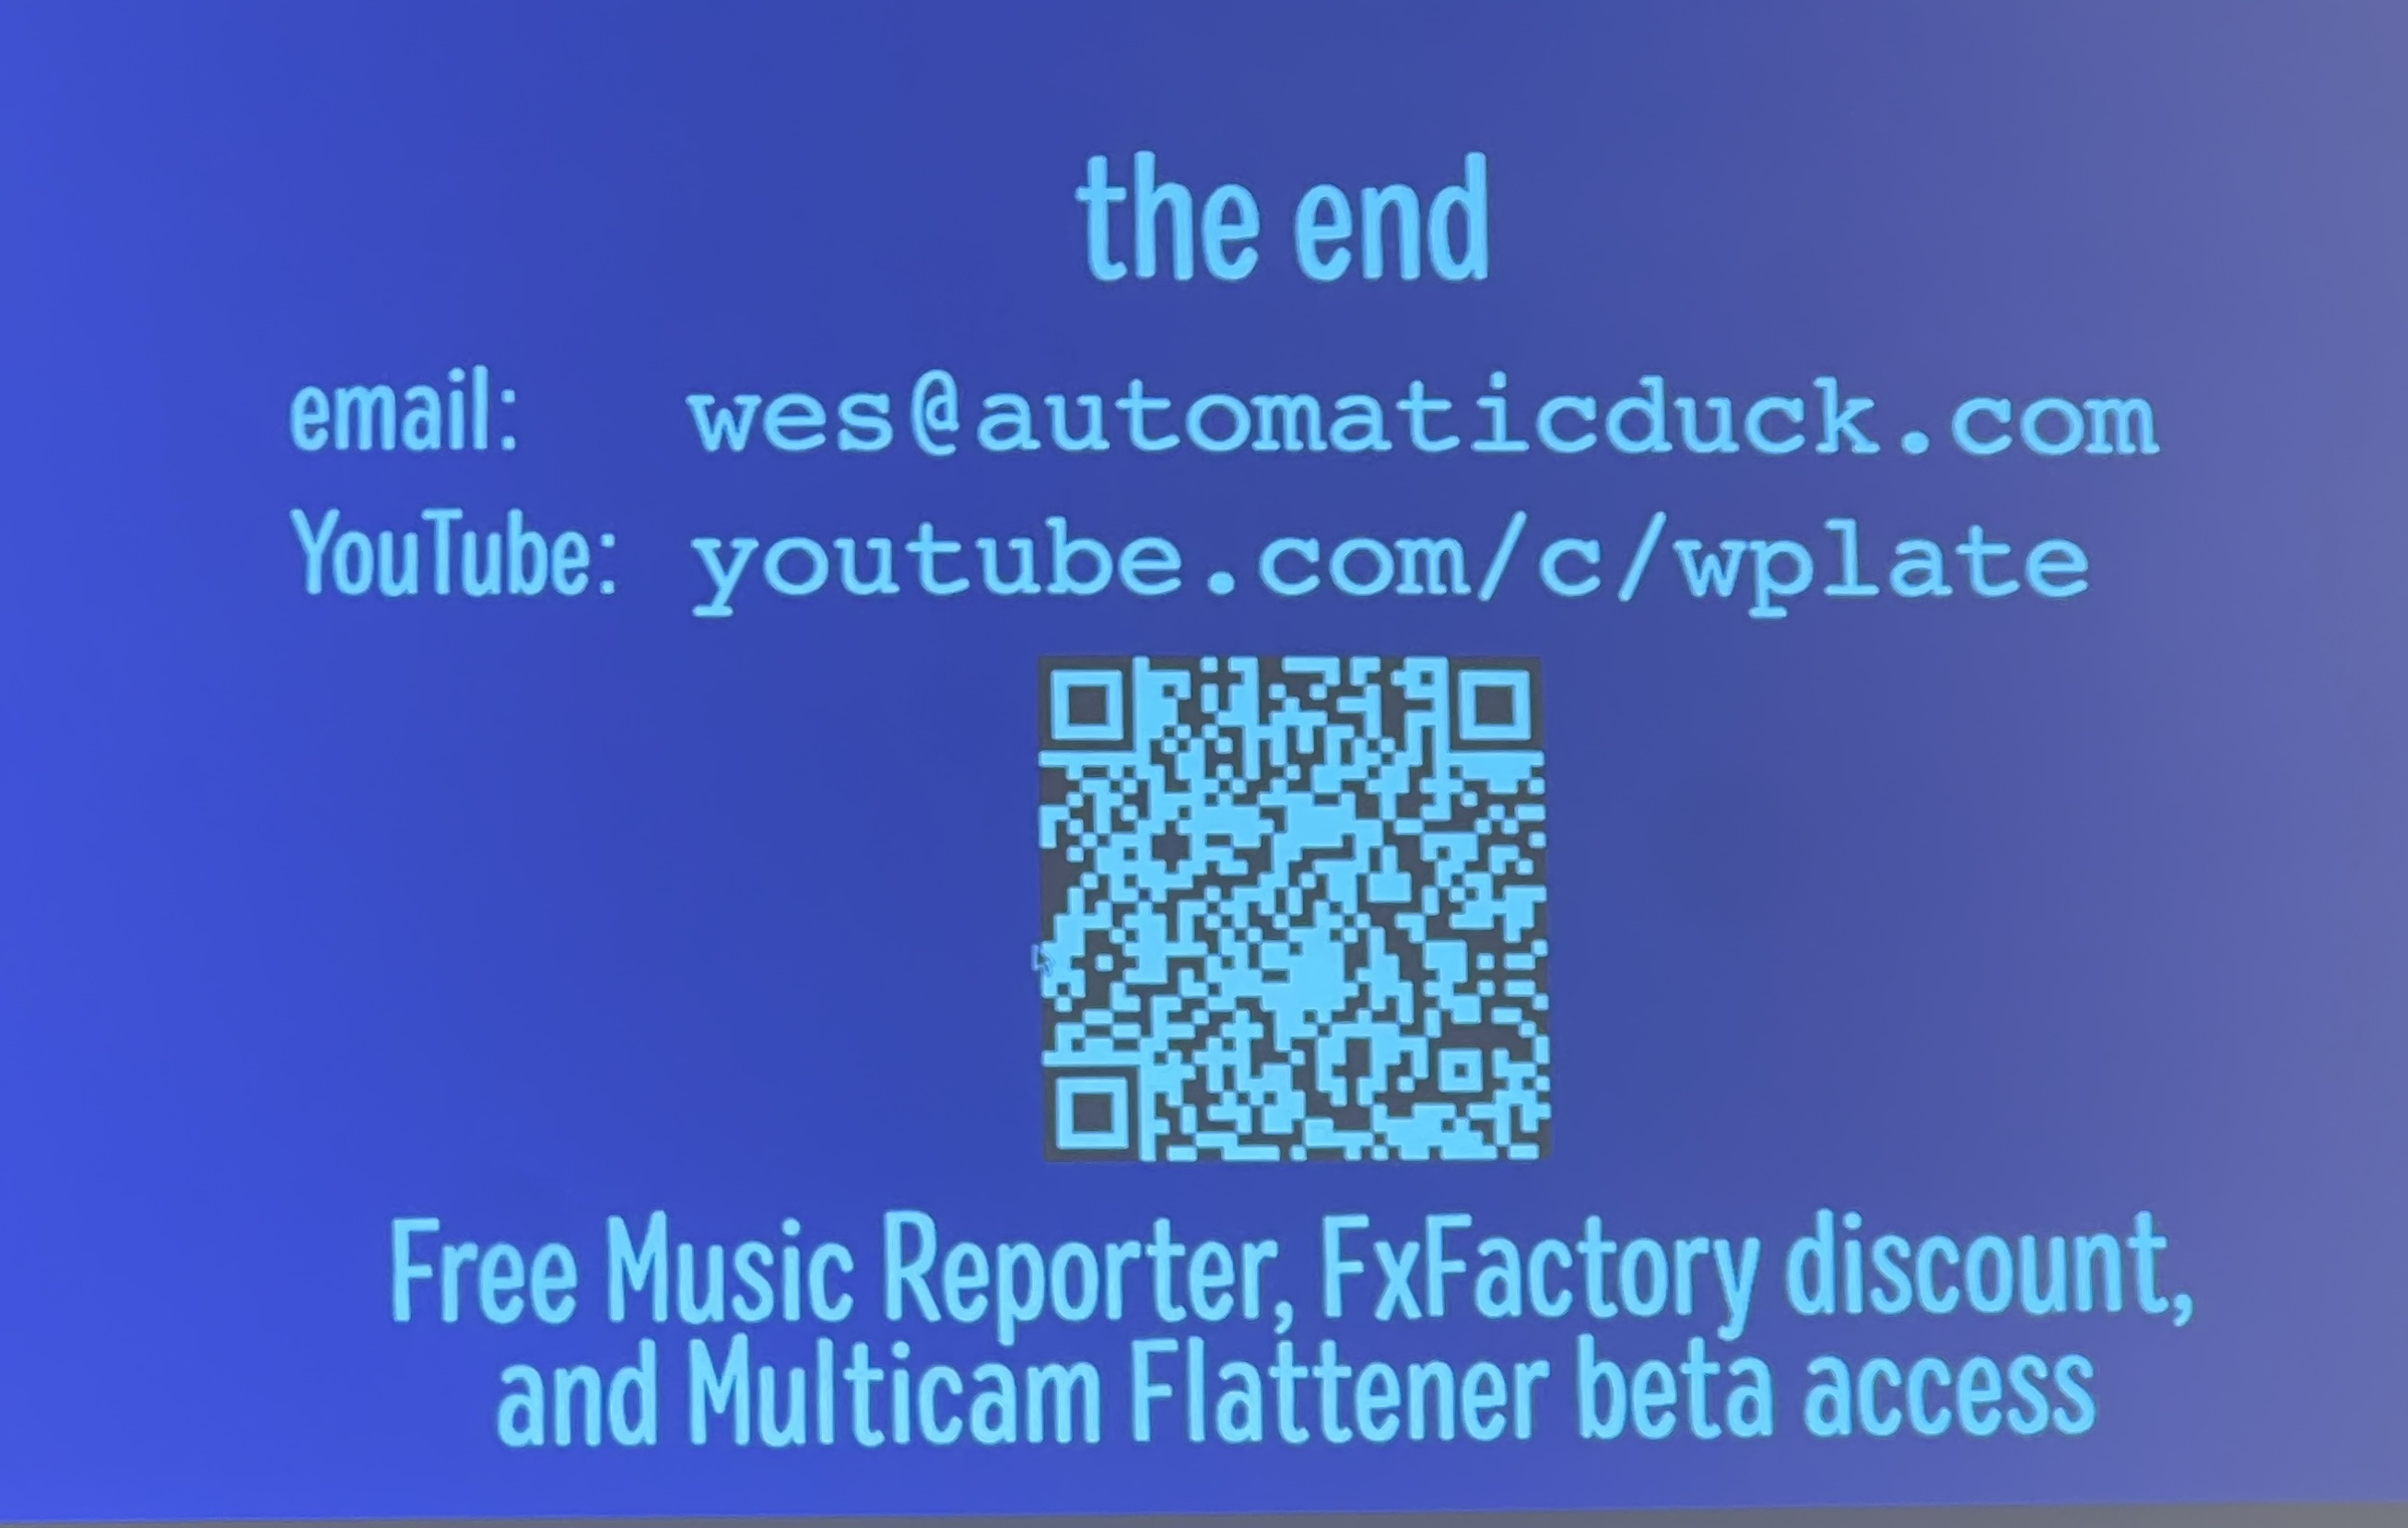 the end
email: wes@automaticduck.com
YouTube: youtube.com/c/wplate
Free Music Reporter, FxFactory discount,
and Multicam Flattener beta access